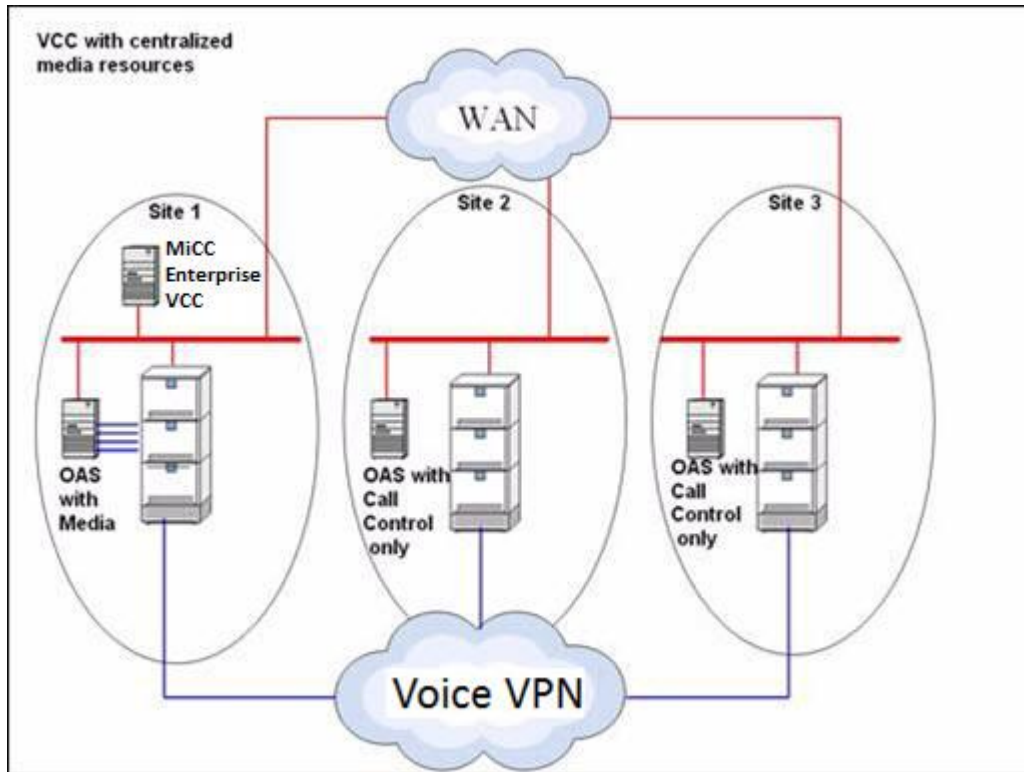 VCC with centralized
media resources
WAN
Site 1
Site 2
Site 3
MiCC
Enterprise
VCC
OAS
with
Media
OAS with
Call
Control
only
OAS with
Call
Control
only
Voice VPN